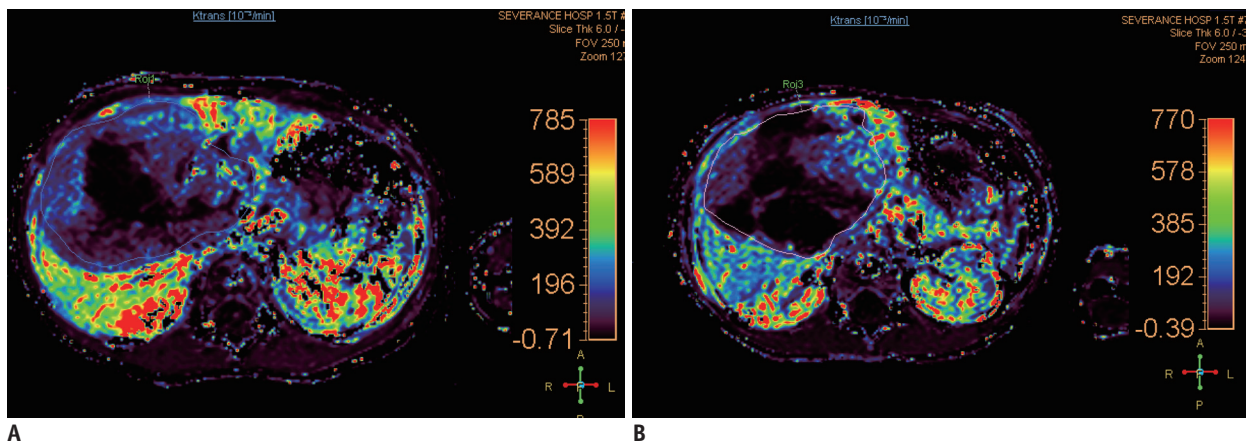 Ktrans [10⁻³/min]
SEVERANCE HOSP 1.5T #
Slice Thk 6.0 / -
FOV 250 m
Zoom 127
785
589
392
196
-0.71
A
R
F
L
A
Ktrans [10⁻³/min]
SEVERANCE HOSP 1.5T #7
Slice Thk 6.0 / -3
FOV 250 m
Zoom 124
Roi3
770
578
385
192
-0.39
A
R
F
L
P
B